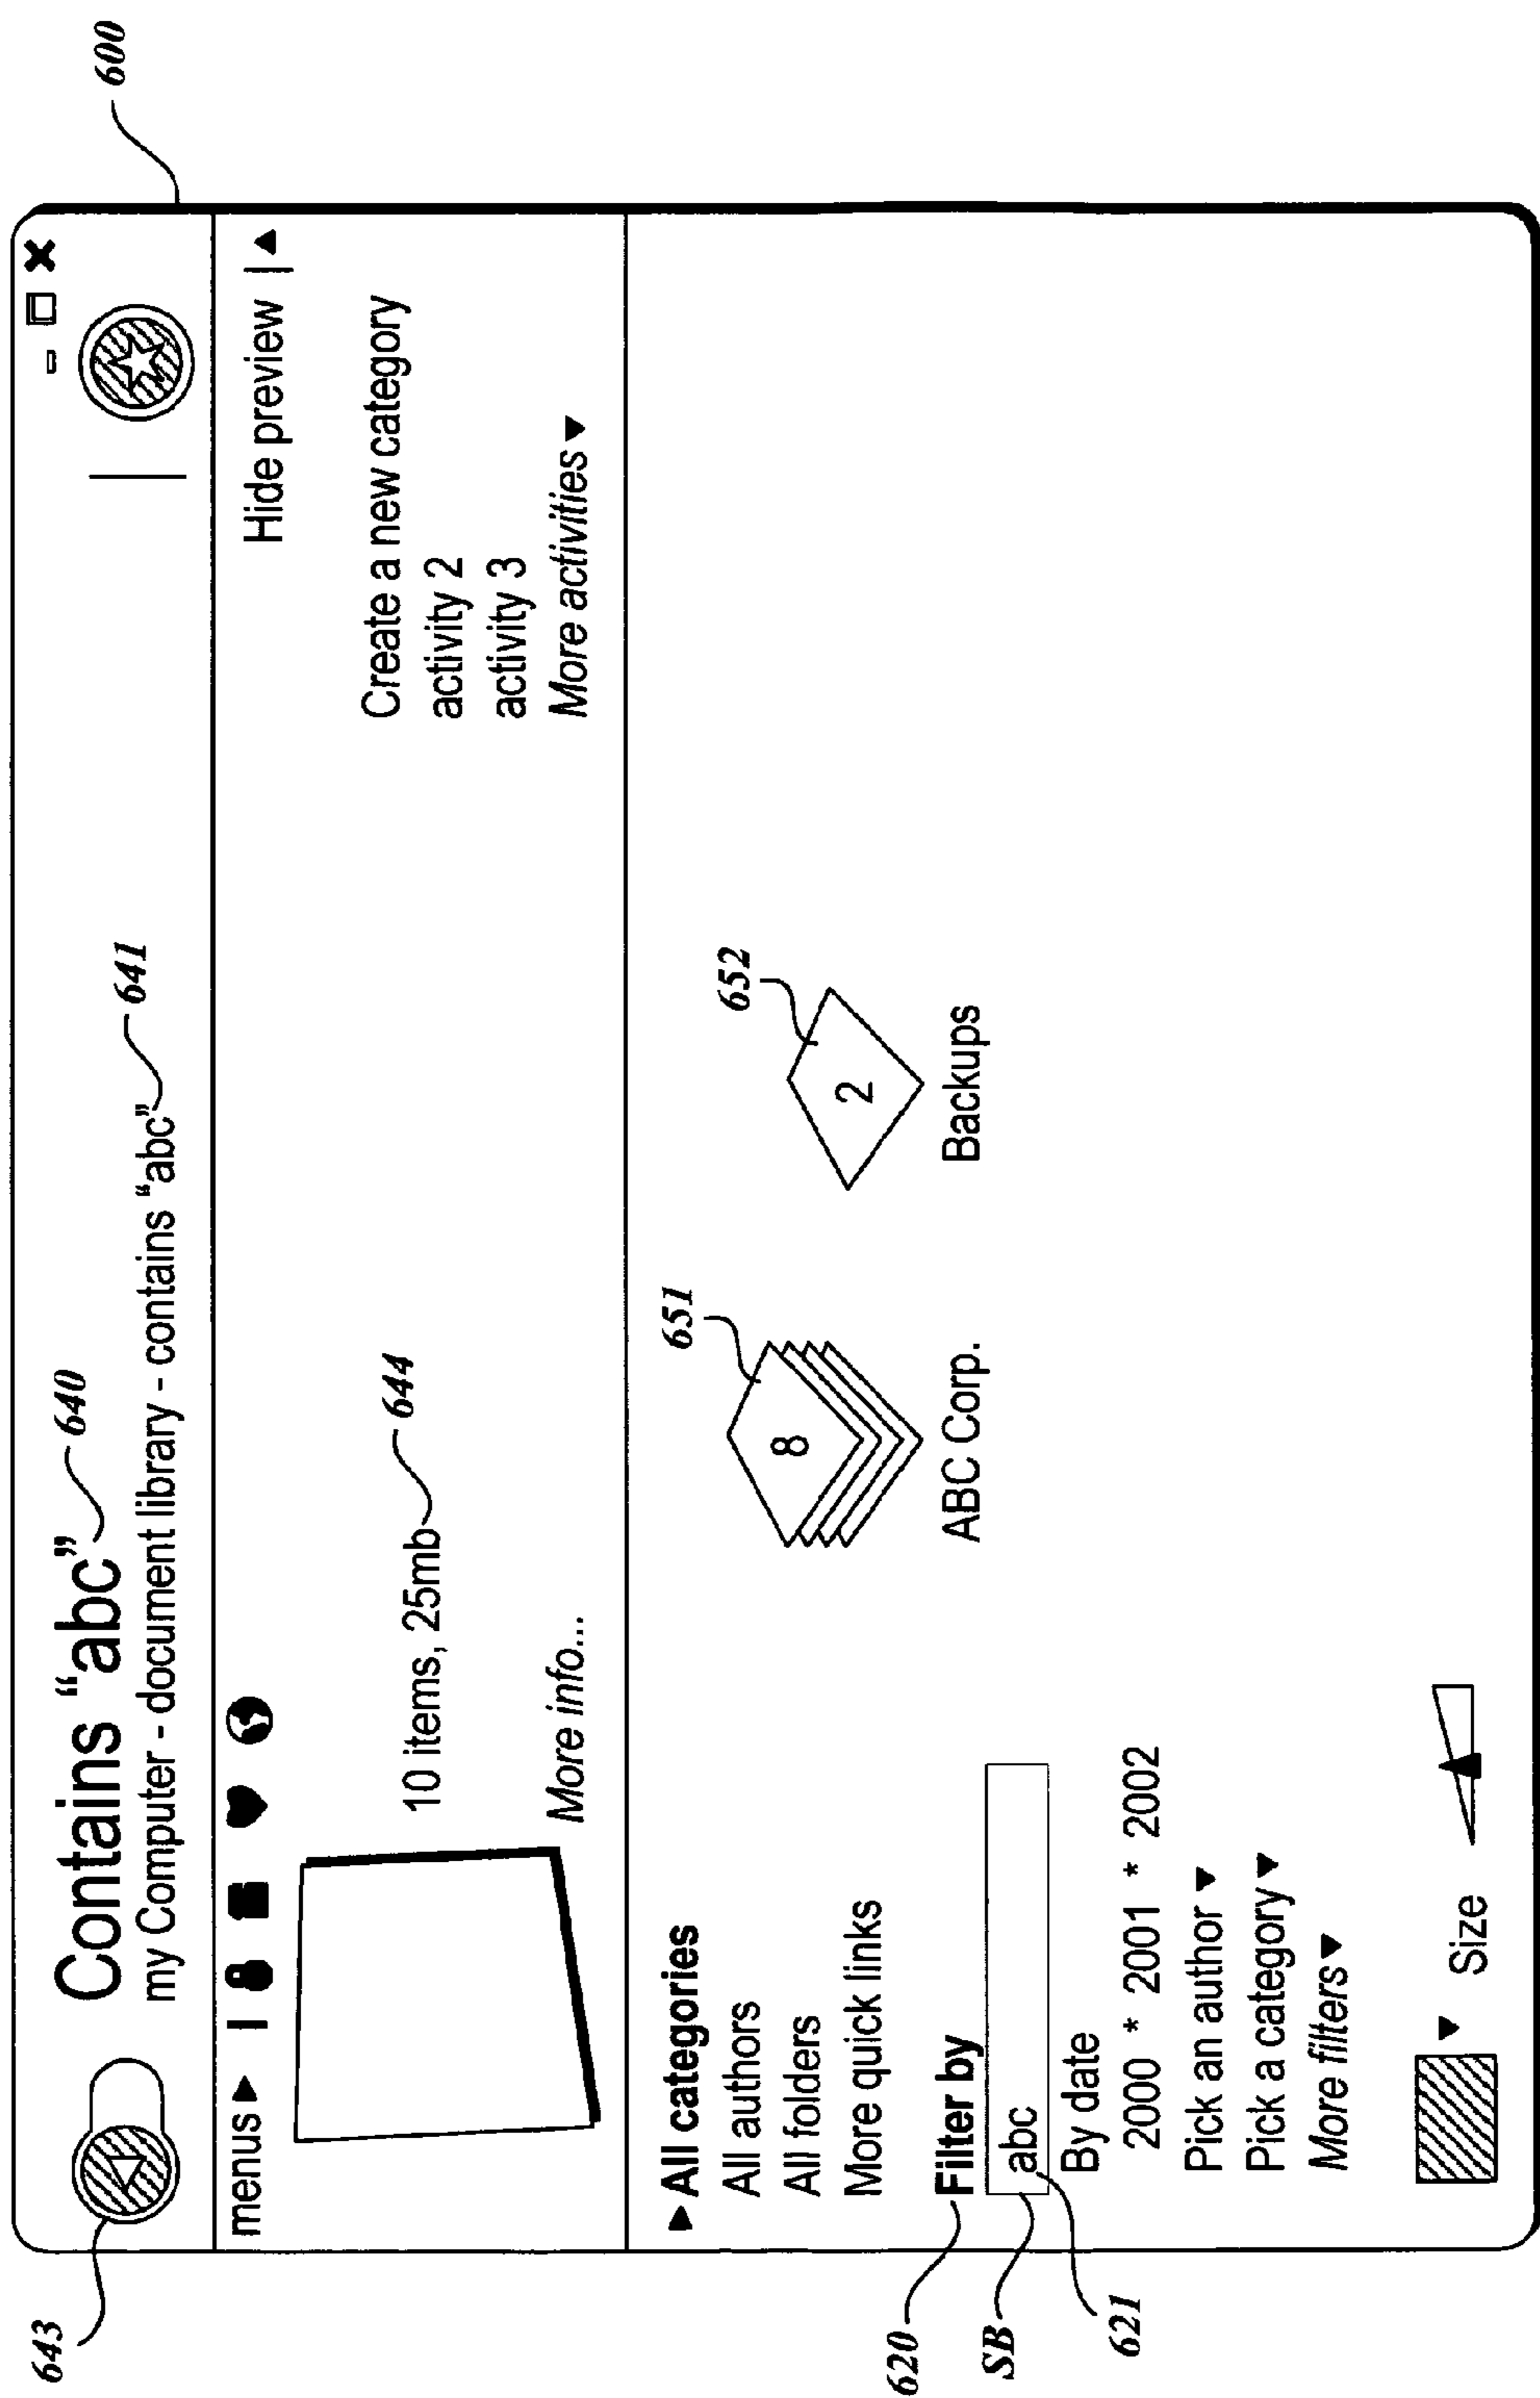 600
Contains “abc”
640
my Computer - document library - contains “abc”
641
643
menus
Hide preview
10 items, 25mb
644
More info...
Create a new category
activity 2
activity 3
More activities
All categories
All authors
All folders
More quick links
620
Filter by
SB
abc
621
By date
2000 * 2001 * 2002
Pick an author
Pick a category
More filters
Size
651
8
ABC Corp.
652
2
Backups